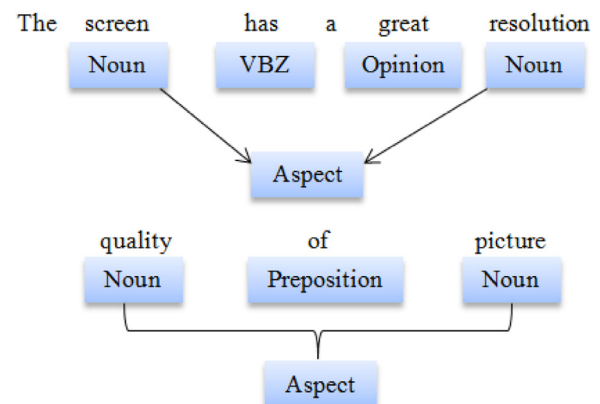 The screen has a great resolution
Noun VBZ Opinion Noun
Aspect
quality of picture
Noun Preposition Noun
Aspect